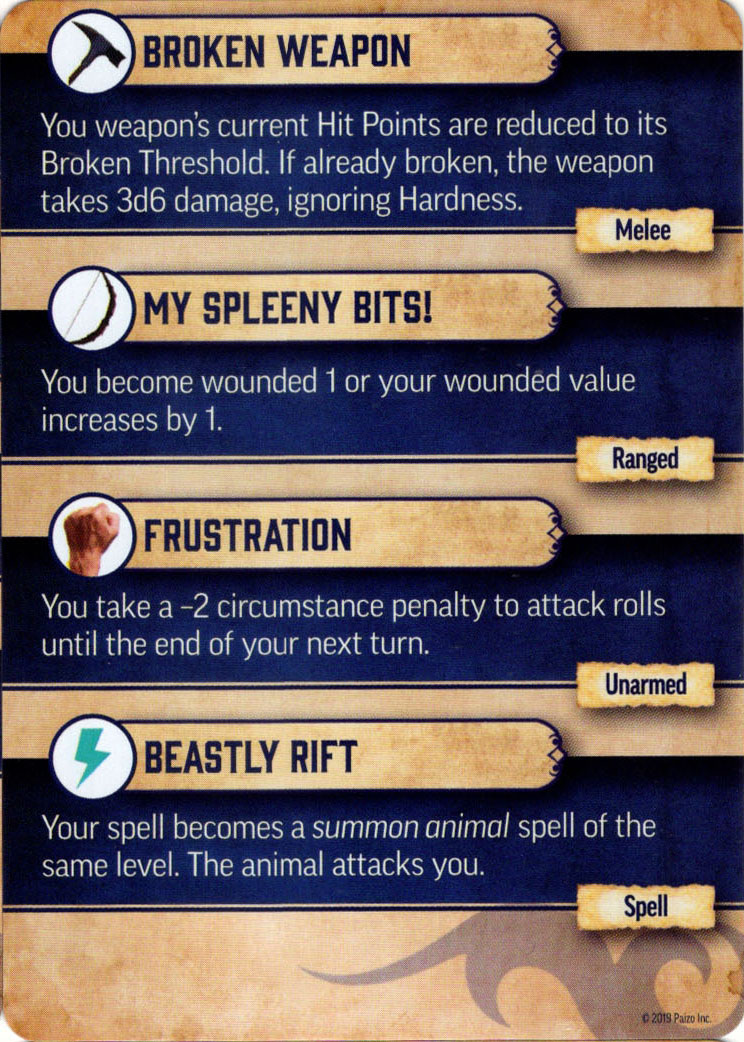 BROKEN WEAPON
You weapon's current Hit Points are reduced to its
Broken Threshold. If already broken, the weapon
takes 3d6 damage, ignoring Hardness.
Melee
MY SPLEENY BITS!
You become wounded 1 or your wounded value
increases by 1.
Ranged
FRUSTRATION
You take a –2 circumstance penalty to attack rolls
until the end of your next turn.
Unarmed
BEASTLY RIFT
Your spell becomes a summon animal spell of the
same level. The animal attacks you.
Spell
© 2019 Paizo Inc.